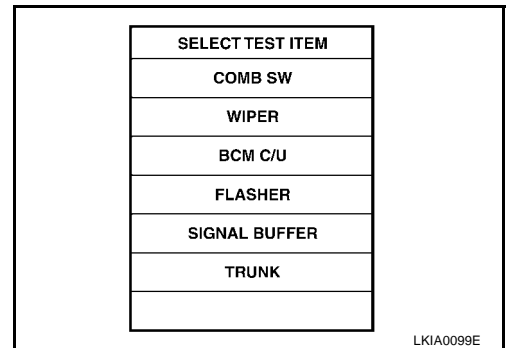 SELECT TEST ITEM
COMB SW
WIPER
BCM C/U
FLASHER
SIGNAL BUFFER
TRUNK
LKIA0099E